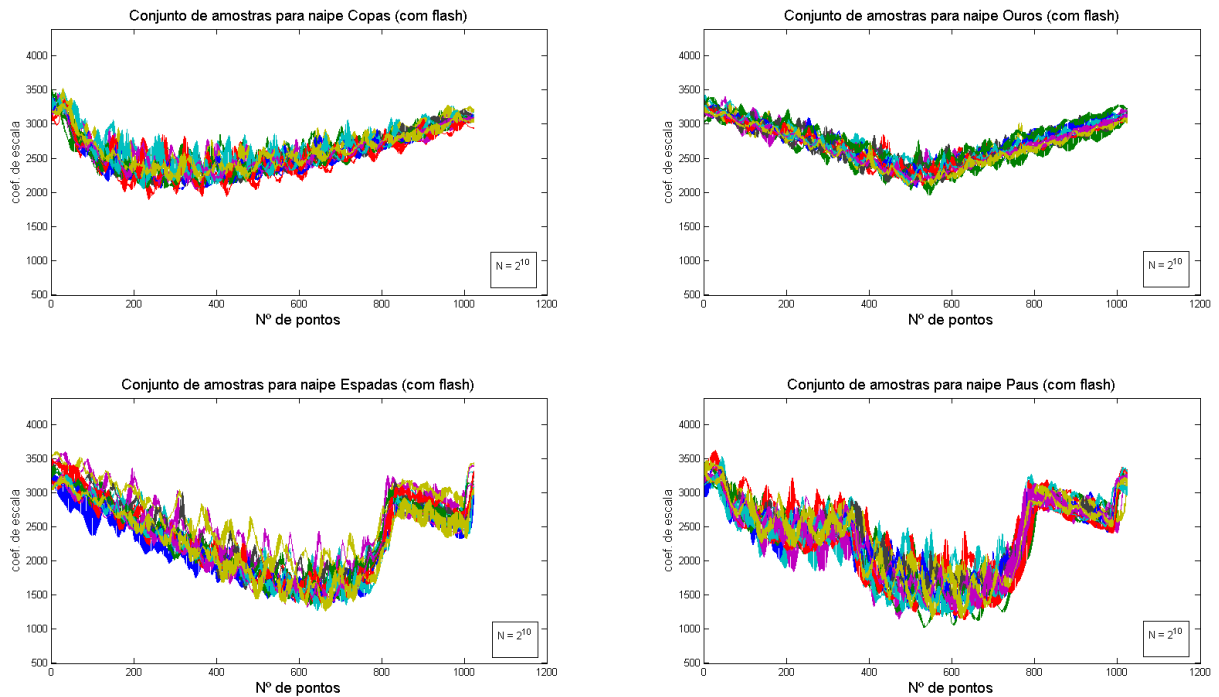 Conjunto de amostras para naipe Copas (com flash)
4000
3500
3000
2500
2000
1500
1000
500
coef. de escala
N = 2^10
0 200 400 600 800 1000 1200
Nº de pontos
Conjunto de amostras para naipe Ouros (com flash)
4000
3500
3000
2500
2000
1500
1000
500
coef. de escala
N = 2^10
0 200 400 600 800 1000 1200
Nº de pontos
Conjunto de amostras para naipe Espadas (com flash)
4000
3500
3000
2500
2000
1500
1000
500
coef. de escala
N = 2^10
0 200 400 600 800 1000 1200
Nº de pontos
Conjunto de amostras para naipe Paus (com flash)
4000
3500
3000
2500
2000
1500
1000
500
coef. de escala
N = 2^10
0 200 400 600 800 1000 1200
Nº de pontos